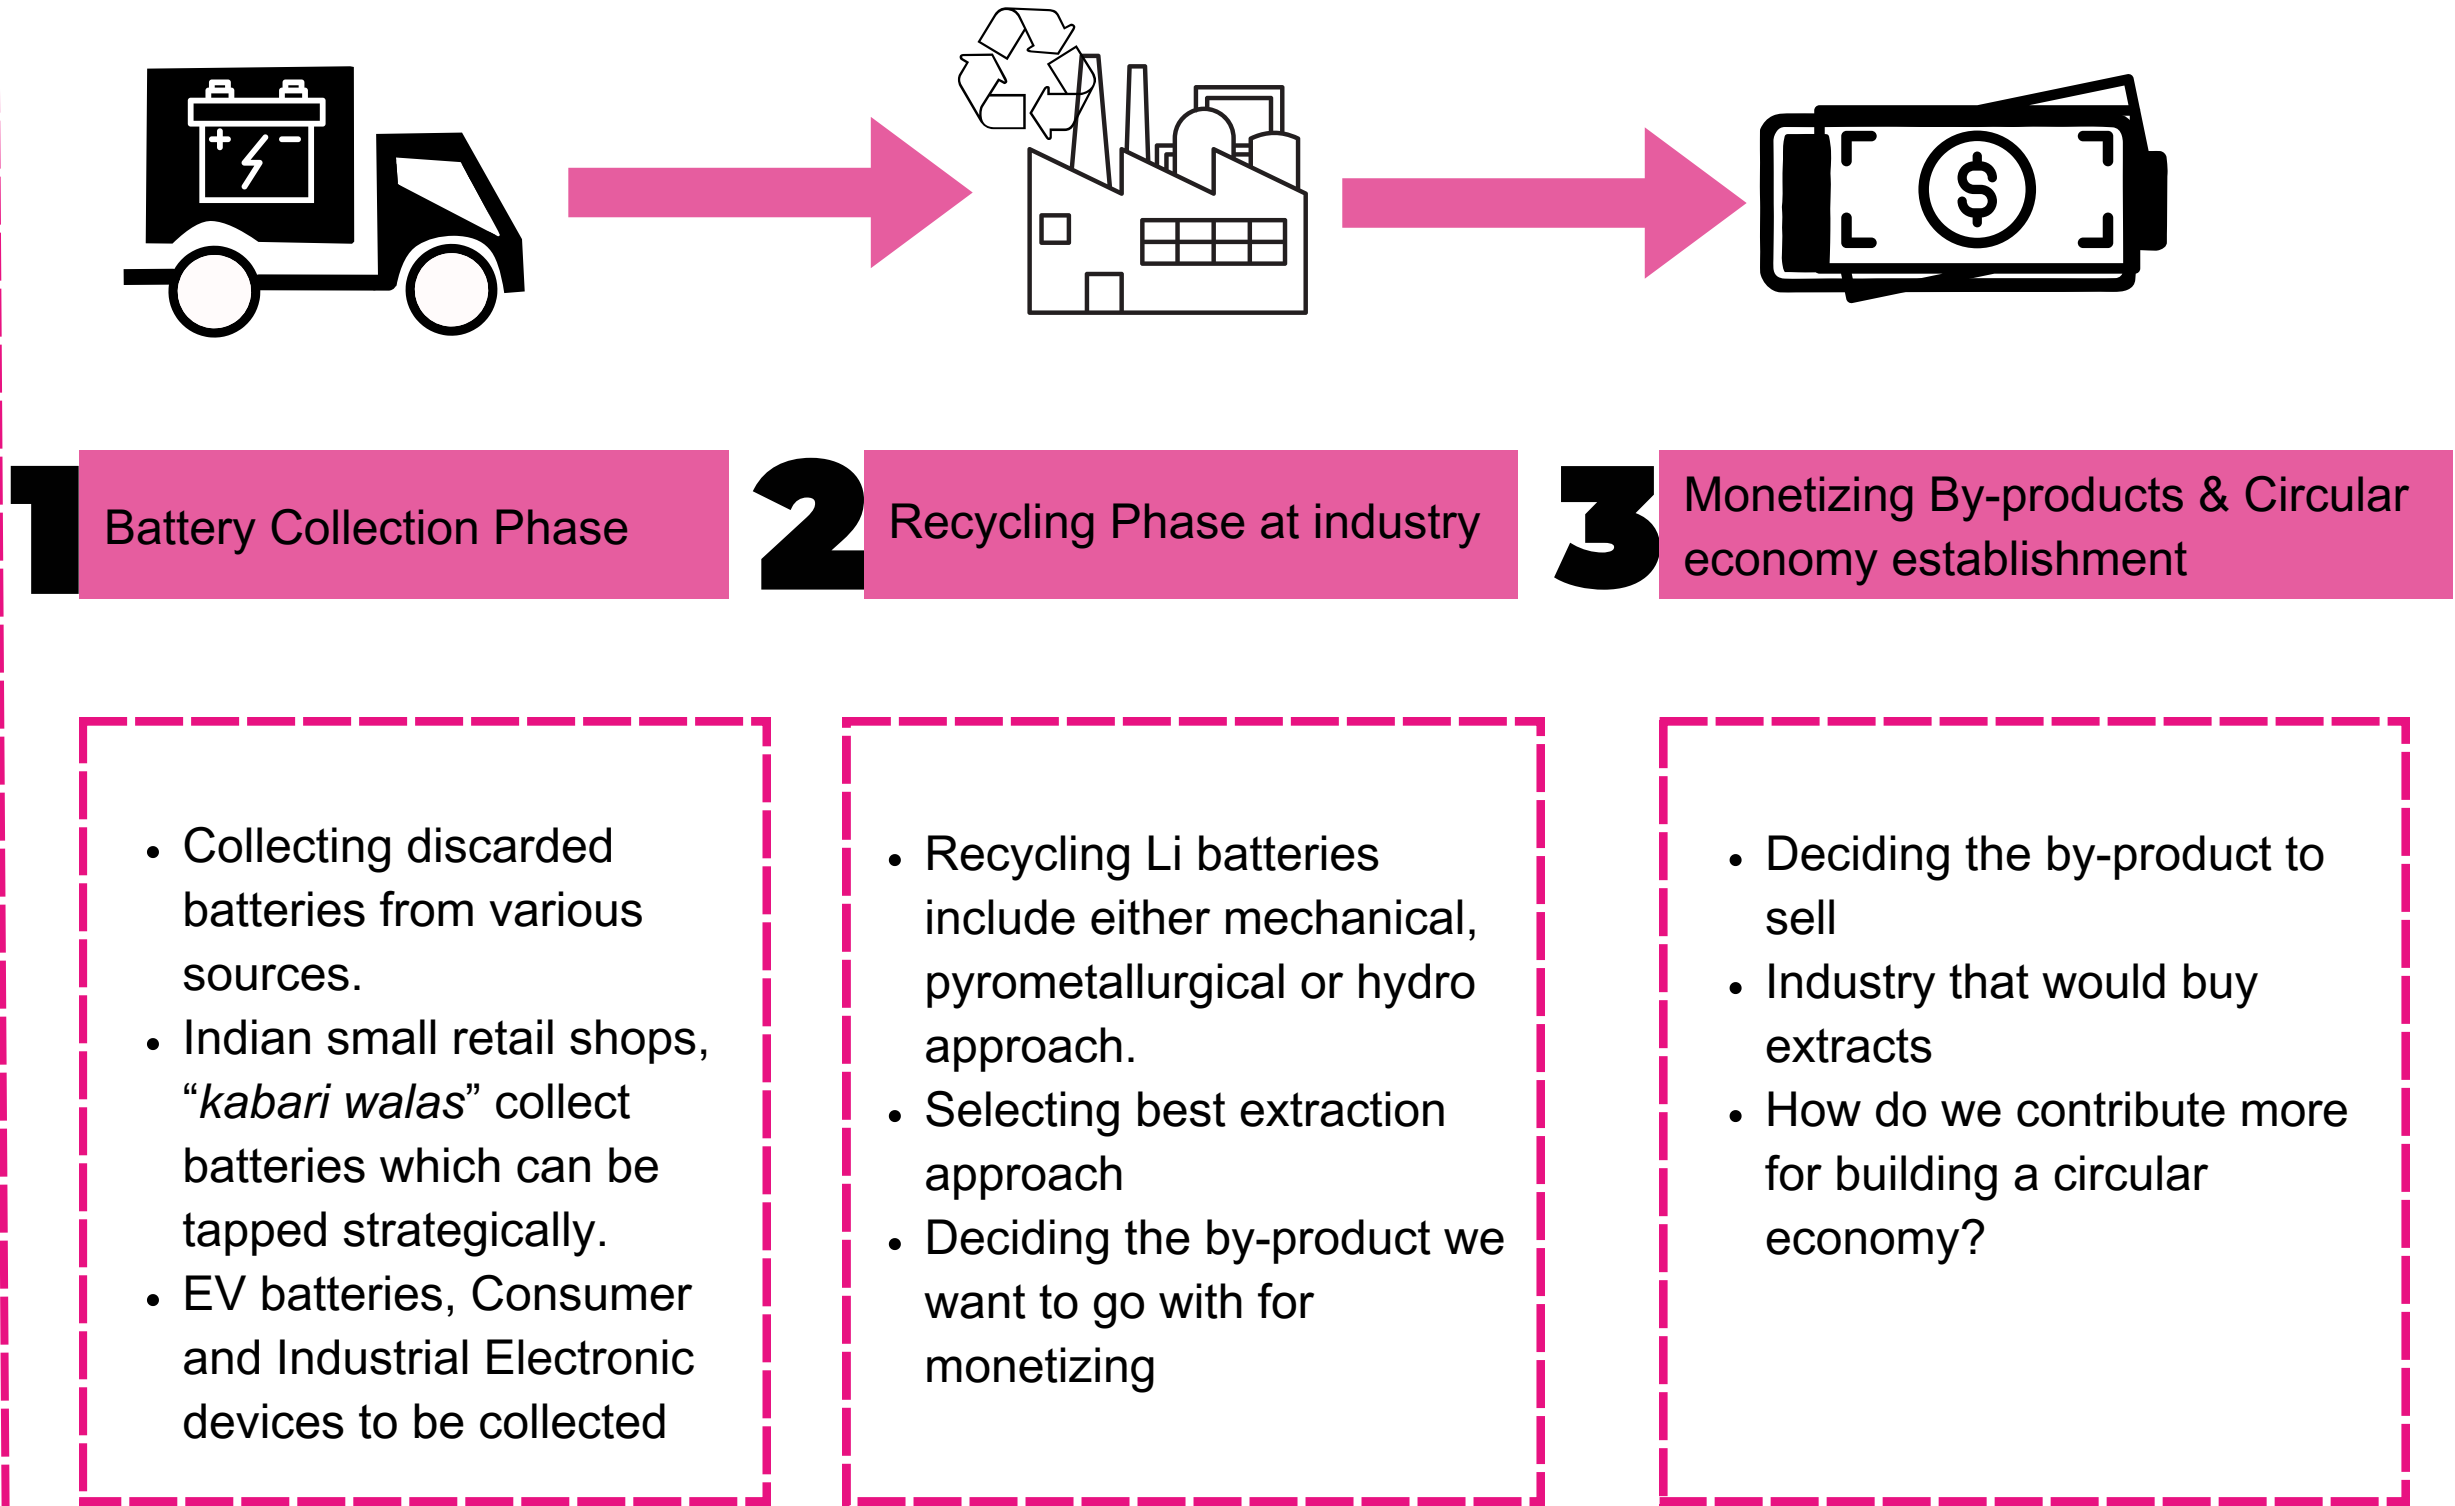 1
Battery Collection Phase
2
Recycling Phase at industry
3
Monetizing By-products & Circular
economy establishment
• Collecting discarded
batteries from various
sources.
• Indian small retail shops,
“kabari walas” collect
batteries which can be
tapped strategically.
• EV batteries, Consumer
and Industrial Electronic
devices to be collected
• Recycling Li batteries
include either mechanical,
pyrometallurgical or hydro
approach.
• Selecting best extraction
approach
• Deciding the by-product we
want to go with for
monetizing
• Deciding the by-product to
sell
• Industry that would buy
extracts
• How do we contribute more
for building a circular
economy?